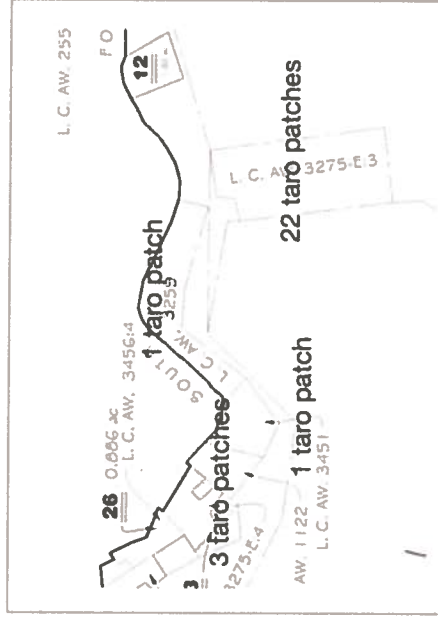 L. C. AW. 255
FO
12
L. C. AW. 3275-E:3
22 taro patches
1 taro patch
3259
L. C. AW.
SOUT
26 0.886 ac
L. C. AW. 3456:4
3 taro patches
3
3275-E:4
1 taro patch
AW. 1122
L. C. AW. 3451